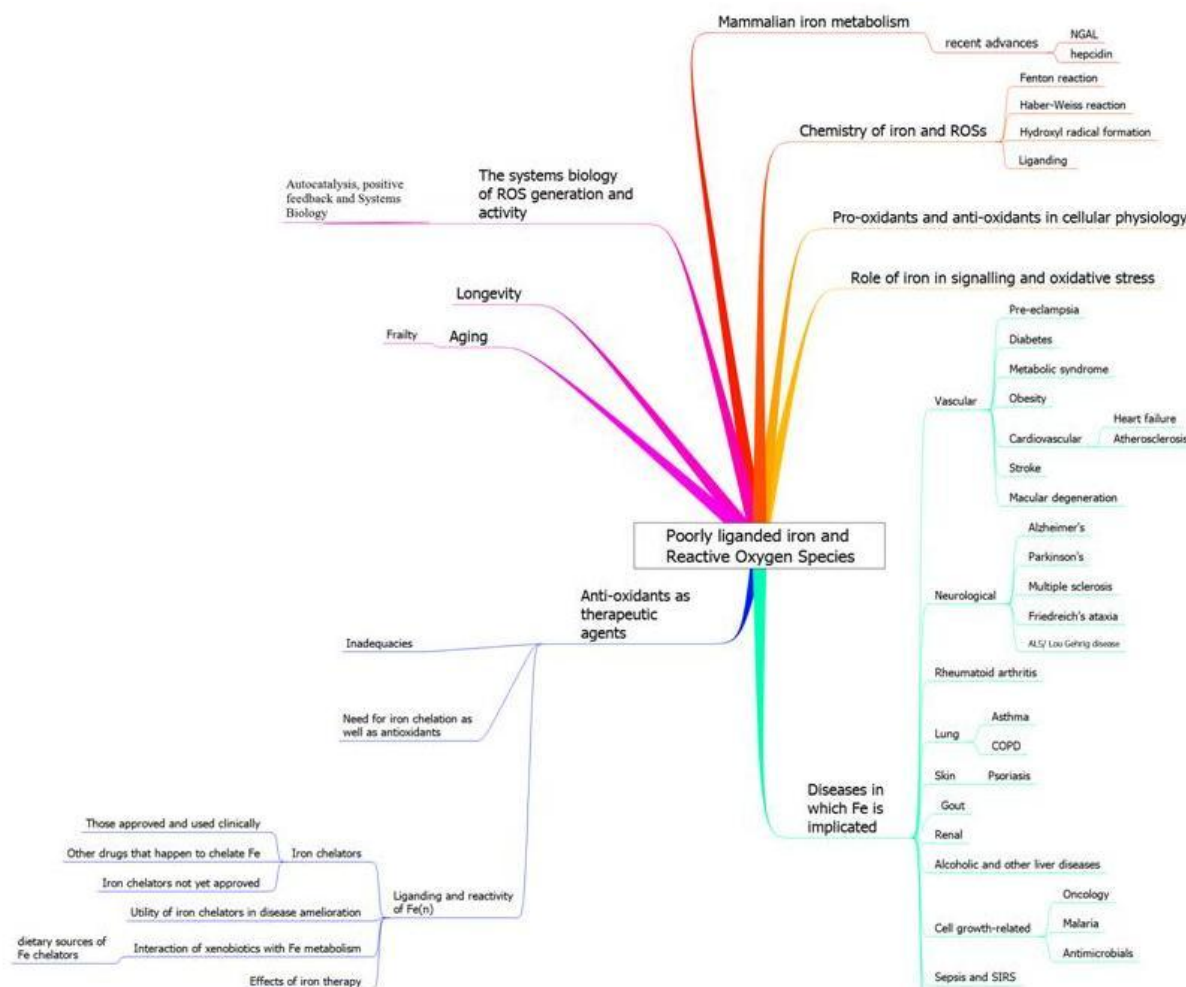 Mammalian iron metabolism
recent advances
NGAL
hepcidin
Chemistry of iron and ROSs
Fenton reaction
Haber-Weiss reaction
Hydroxyl radical formation
Liganding
Pro-oxidants and anti-oxidants in cellular physiology
Role of iron in signalling and oxidative stress
The systems biology
of ROS generation and
activity
Autocatalysis, positive
feedback and Systems
Biology
Longevity
Aging
Frailty
Poorly liganded iron and
Reactive Oxygen Species
Diseases in
which Fe is
implicated
Vascular
Pre-eclampsia
Diabetes
Metabolic syndrome
Obesity
Cardiovascular
Heart failure
Atherosclerosis
Stroke
Macular degeneration
Neurological
Alzheimer's
Parkinson's
Multiple sclerosis
Friedreich's ataxia
ALS/ Lou Gehrig disease
Rheumatoid arthritis
Lung
Asthma
COPD
Skin
Psoriasis
Gout
Renal
Alcoholic and other liver diseases
Cell growth-related
Oncology
Malaria
Antimicrobials
Sepsis and SIRS
Anti-oxidants as
therapeutic
agents
Inadequacies
Need for iron chelation as
well as antioxidants
Liganding and reactivity
of Fe(n)
Iron chelators
Those approved and used clinically
Other drugs that happen to chelate Fe
Iron chelators not yet approved
Utility of iron chelators in disease amelioration
Interaction of xenobiotics with Fe metabolism
dietary sources of
Fe chelators
Effects of iron therapy